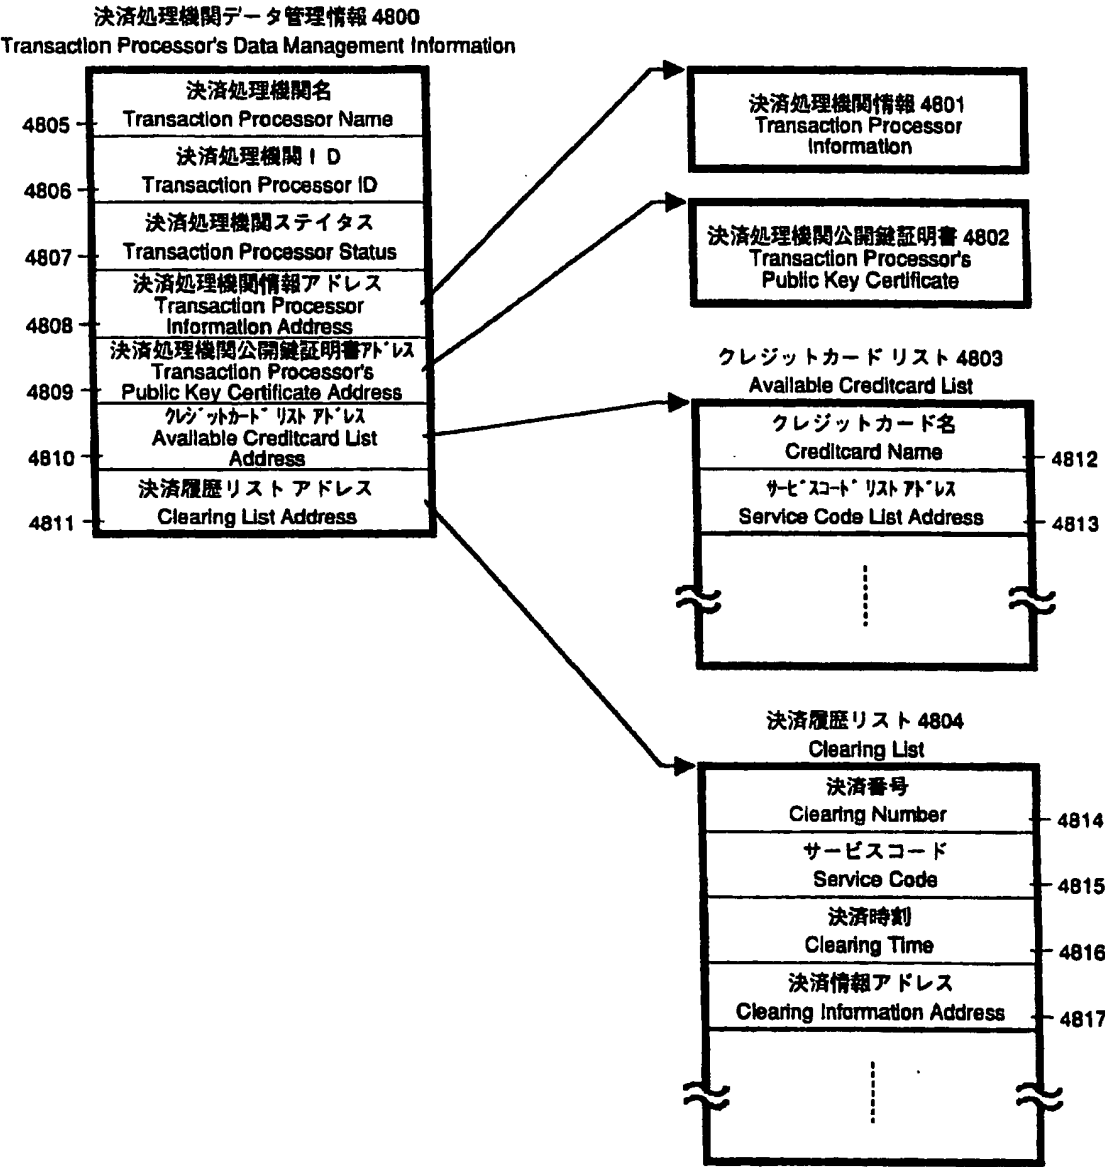 決済処理機関データ管理情報 4800
Transaction Processor's Data Management Information
決済処理機関名
Transaction Processor Name
4805
決済処理機関ID
Transaction Processor ID
4806
決済処理機関ステイタス
Transaction Processor Status
4807
決済処理機関情報アドレス
Transaction Processor
Information Address
4808
決済処理機関公開鍵証明書ｱﾄﾞﾚｽ
Transaction Processor's
Public Key Certificate Address
4809
ｸﾚｼﾞｯﾄｶｰﾄﾞ ﾘｽﾄ ｱﾄﾞﾚｽ
Available Creditcard List
Address
4810
決済履歴リスト アドレス
Clearing List Address
4811
決済処理機関情報 4801
Transaction Processor
Information
決済処理機関公開鍵証明書 4802
Transaction Processor's
Public Key Certificate
クレジットカード リスト 4803
Available Creditcard List
クレジットカード名
Creditcard Name
4812
ｻｰﾋﾞｽｺｰﾄﾞ ﾘｽﾄ ｱﾄﾞﾚｽ
Service Code List Address
4813
決済履歴リスト 4804
Clearing List
決済番号
Clearing Number
4814
サービスコード
Service Code
4815
決済時刻
Clearing Time
4816
決済情報アドレス
Clearing Information Address
4817